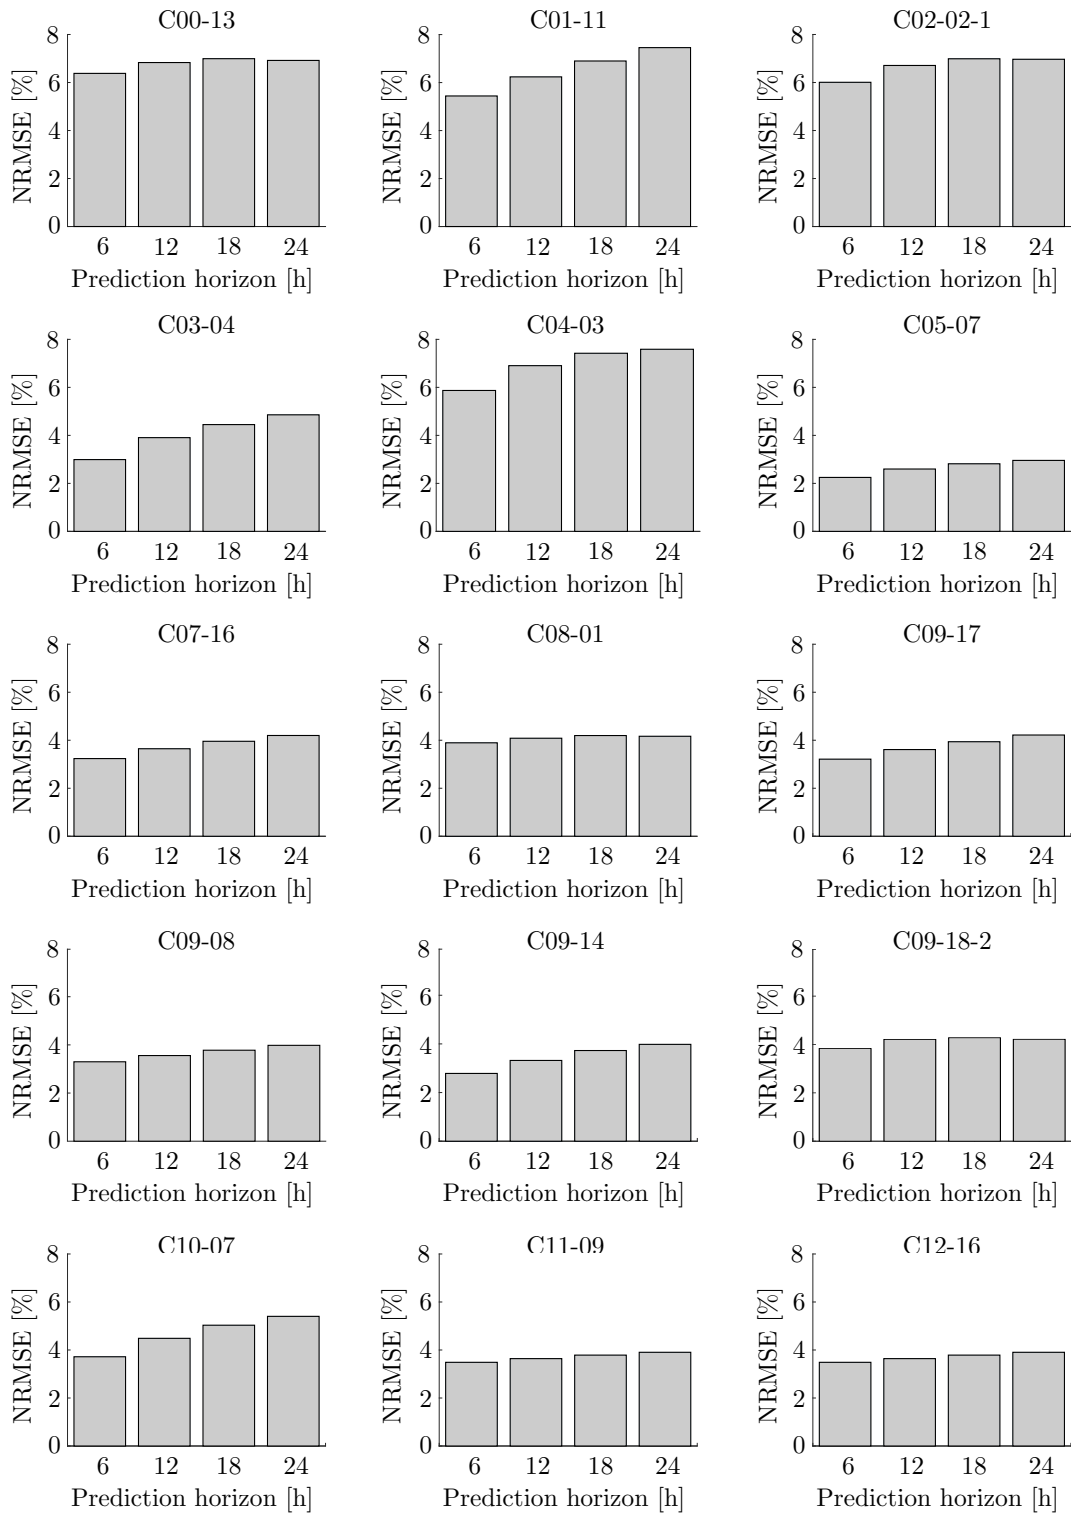 C00-13
8
6
4
2
0
NRMSE [%]
6 12 18 24
Prediction horizon [h]
C01-11
8
6
4
2
0
NRMSE [%]
6 12 18 24
Prediction horizon [h]
C02-02-1
8
6
4
2
0
NRMSE [%]
6 12 18 24
Prediction horizon [h]
C03-04
8
6
4
2
0
NRMSE [%]
6 12 18 24
Prediction horizon [h]
C04-03
8
6
4
2
0
NRMSE [%]
6 12 18 24
Prediction horizon [h]
C05-07
8
6
4
2
0
NRMSE [%]
6 12 18 24
Prediction horizon [h]
C07-16
8
6
4
2
0
NRMSE [%]
6 12 18 24
Prediction horizon [h]
C08-01
8
6
4
2
0
NRMSE [%]
6 12 18 24
Prediction horizon [h]
C09-17
8
6
4
2
0
NRMSE [%]
6 12 18 24
Prediction horizon [h]
C09-08
8
6
4
2
0
NRMSE [%]
6 12 18 24
Prediction horizon [h]
C09-14
8
6
4
2
0
NRMSE [%]
6 12 18 24
Prediction horizon [h]
C09-18-2
8
6
4
2
0
NRMSE [%]
6 12 18 24
Prediction horizon [h]
C10-07
8
6
4
2
0
NRMSE [%]
6 12 18 24
Prediction horizon [h]
C11-09
8
6
4
2
0
NRMSE [%]
6 12 18 24
Prediction horizon [h]
C12-16
8
6
4
2
0
NRMSE [%]
6 12 18 24
Prediction horizon [h]